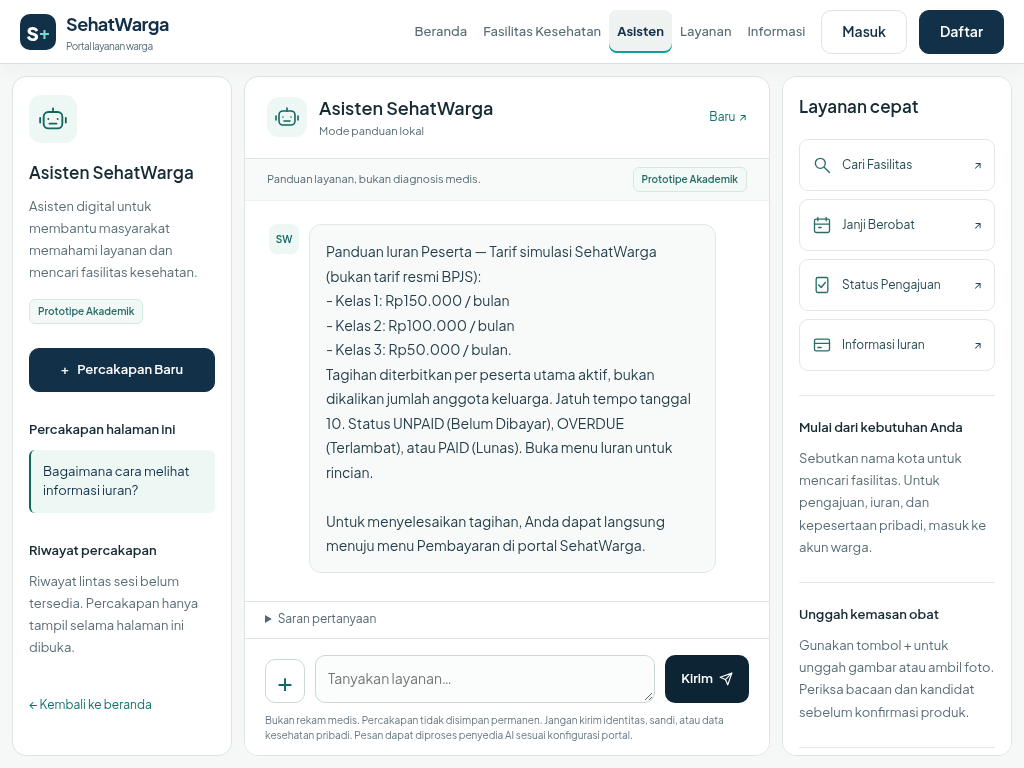 S+ SehatWarga
Portal layanan warga
Beranda Fasilitas Kesehatan Asisten Layanan Informasi Masuk Daftar
Asisten SehatWarga
Asisten digital untuk
membantu masyarakat
memahami layanan dan
mencari fasilitas kesehatan.
Prototipe Akademik
+ Percakapan Baru
Percakapan halaman ini
Bagaimana cara melihat
informasi iuran?
Riwayat percakapan
Riwayat lintas sesi belum
tersedia. Percakapan hanya
tampil selama halaman ini
dibuka.
← Kembali ke beranda
Asisten SehatWarga
Mode panduan lokal
Baru ↗
Panduan layanan, bukan diagnosis medis.
Prototipe Akademik
SW
Panduan Iuran Peserta — Tarif simulasi SehatWarga
(bukan tarif resmi BPJS):
- Kelas 1: Rp150.000 / bulan
- Kelas 2: Rp100.000 / bulan
- Kelas 3: Rp50.000 / bulan.
Tagihan diterbitkan per peserta utama aktif, bukan
dikalikan jumlah anggota keluarga. Jatuh tempo tanggal
10. Status UNPAID (Belum Dibayar), OVERDUE
(Terlambat), atau PAID (Lunas). Buka menu Iuran untuk
rincian.
Untuk menyelesaikan tagihan, Anda dapat langsung
menuju menu Pembayaran di portal SehatWarga.
▶ Saran pertanyaan
+
Tanyakan layanan...
Kirim
Bukan rekam medis. Percakapan tidak disimpan permanen. Jangan kirim identitas, sandi, atau data
kesehatan pribadi. Pesan dapat diproses penyedia AI sesuai konfigurasi portal.
Layanan cepat
Cari Fasilitas ↗
Janji Berobat ↗
Status Pengajuan ↗
Informasi Iuran ↗
Mulai dari kebutuhan Anda
Sebutkan nama kota untuk
mencari fasilitas. Untuk
pengajuan, iuran, dan
kepesertaan pribadi, masuk ke
akun warga.
Unggah kemasan obat
Gunakan tombol + untuk
unggah gambar atau ambil foto.
Periksa bacaan dan kandidat
sebelum konfirmasi produk.